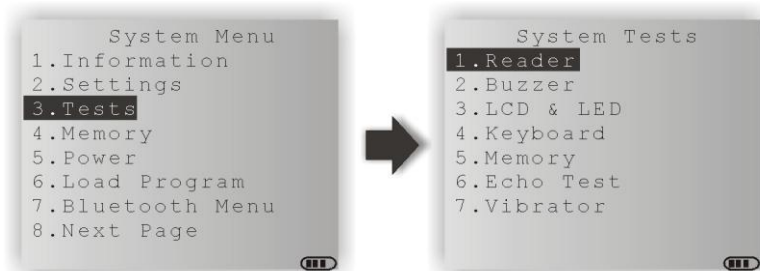 System Menu
1.Information
2.Settings
3.Tests
4.Memory
5.Power
6.Load Program
7.Bluetooth Menu
8.Next Page
System Tests
1.Reader
2.Buzzer
3.LCD & LED
4.Keyboard
5.Memory
6.Echo Test
7.Vibrator